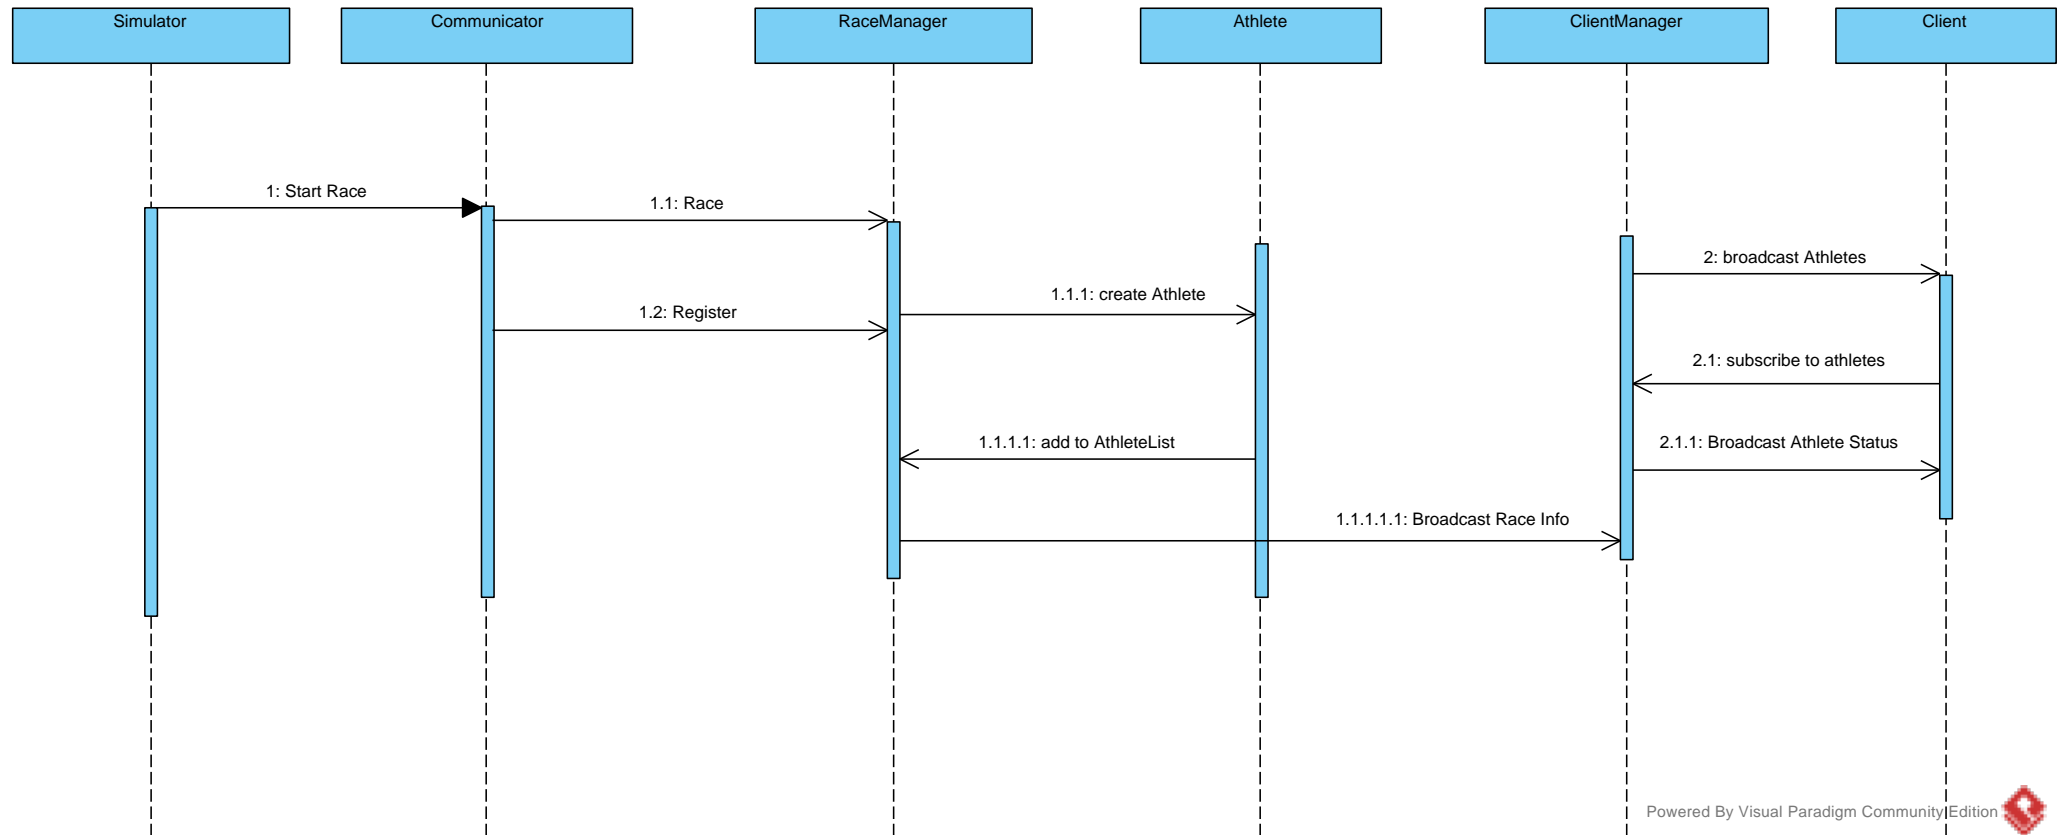 Simulator
Communicator
RaceManager
Athlete
ClientManager
Client
1: Start Race
1.1: Race
2: broadcast Athletes
1.1.1: create Athlete
1.2: Register
2.1: subscribe to athletes
1.1.1.1: add to AthleteList
2.1.1: Broadcast Athlete Status
1.1.1.1.1: Broadcast Race Info
Powered By Visual Paradigm Community Edition